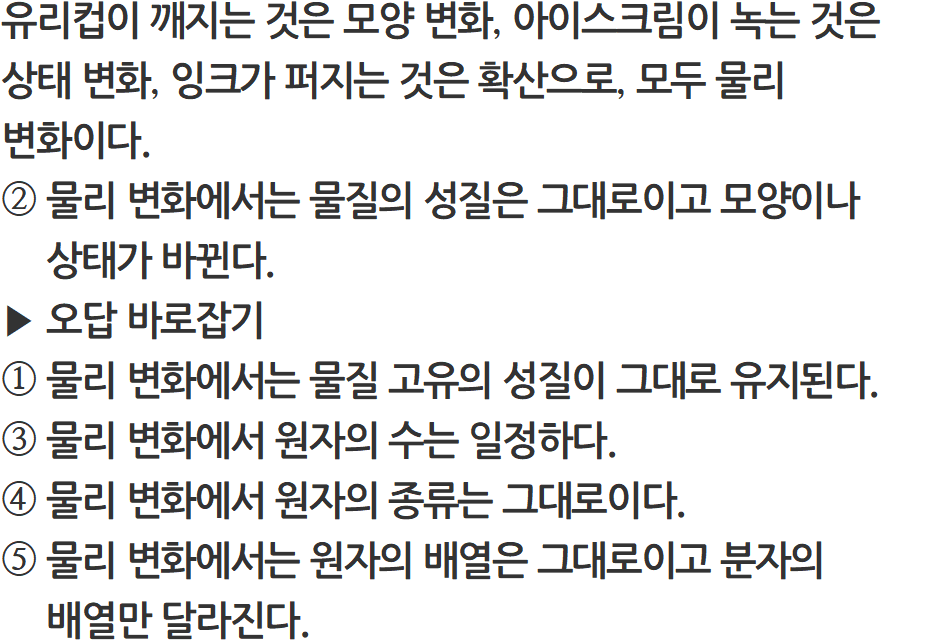 유리컵이 깨지는 것은 모양 변화, 아이스크림이 녹는 것은
상태 변화, 잉크가 퍼지는 것은 확산으로, 모두 물리
변화이다.
② 물리 변화에서는 물질의 성질은 그대로이고 모양이나
상태가 바뀐다.
▶ 오답 바로잡기
① 물리 변화에서는 물질 고유의 성질이 그대로 유지된다.
③ 물리 변화에서 원자의 수는 일정하다.
④ 물리 변화에서 원자의 종류는 그대로이다.
⑤ 물리 변화에서는 원자의 배열은 그대로이고 분자의
배열만 달라진다.